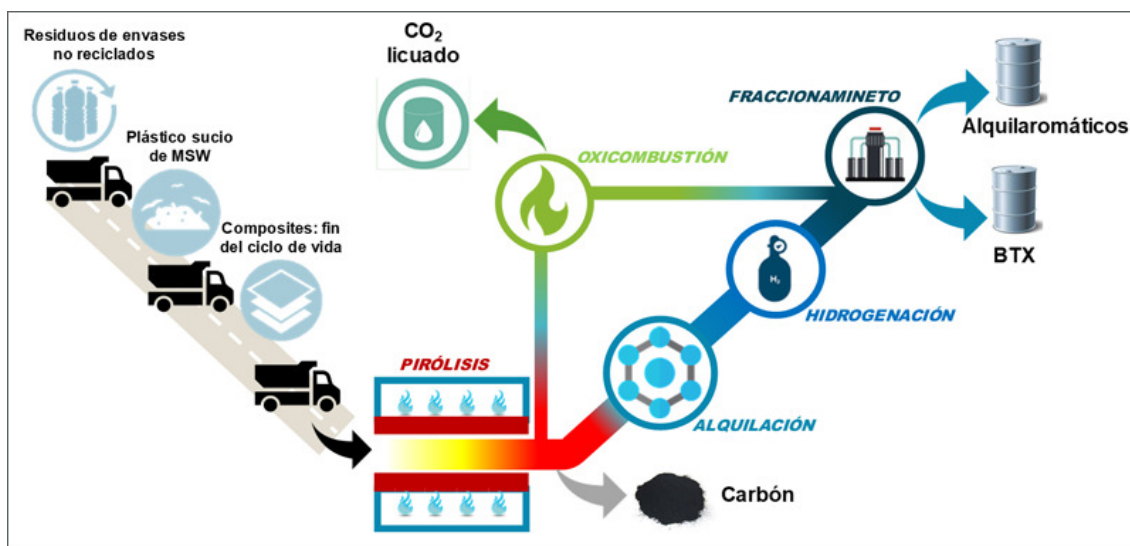 Residuos de envases
no reciclados
Plástico sucio
de MSW
Composites: fin
del ciclo de vida
CO₂
licuado
OXICOMBUSTIÓN
FRACCIONAMINETO
Alquilaromáticos
BTX
H₂
HIDROGENACIÓN
PIRÓLISIS
ALQUILACIÓN
Carbón